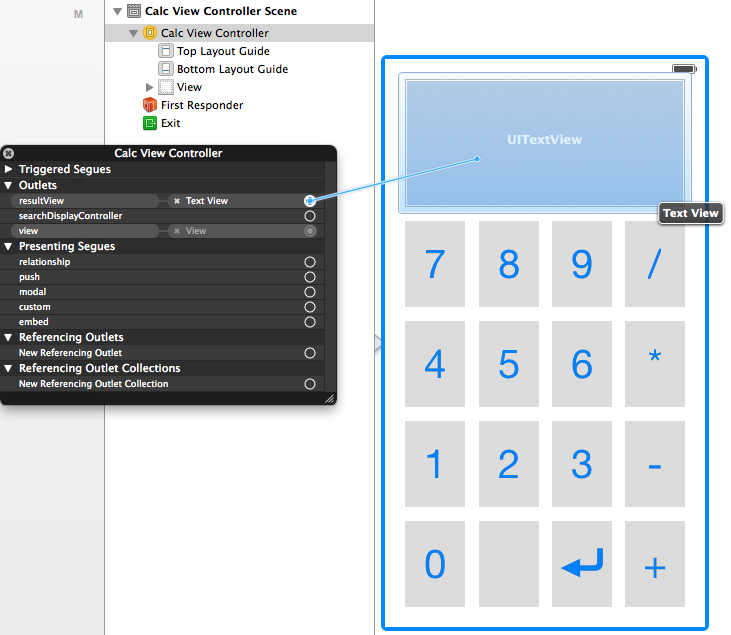 M
Calc View Controller Scene
Calc View Controller
Top Layout Guide
Bottom Layout Guide
View
First Responder
Exit
Calc View Controller
Triggered Segues
Outlets
resultView Text View
searchDisplayController
view View
Presenting Segues
relationship
push
modal
custom
embed
Referencing Outlets
New Referencing Outlet
Referencing Outlet Collections
New Referencing Outlet Collection
UITextView
Text View
7 8 9 /
4 5 6 *
1 2 3 -
0 +